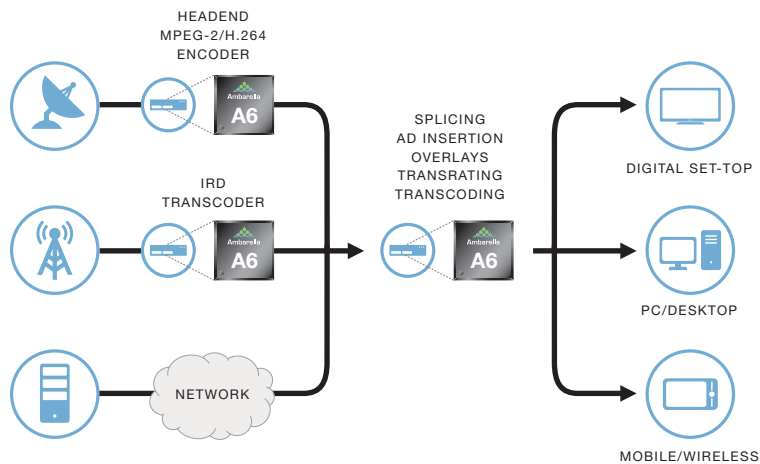 HEADEND
MPEG-2/H.264
ENCODER
Ambarella
A6
SPLICING
AD INSERTION
OVERLAYS
TRANSRATING
TRANSCODING
DIGITAL SET-TOP
IRD
TRANSCODER
Ambarella
A6
Ambarella
A6
PC/DESKTOP
NETWORK
MOBILE/WIRELESS